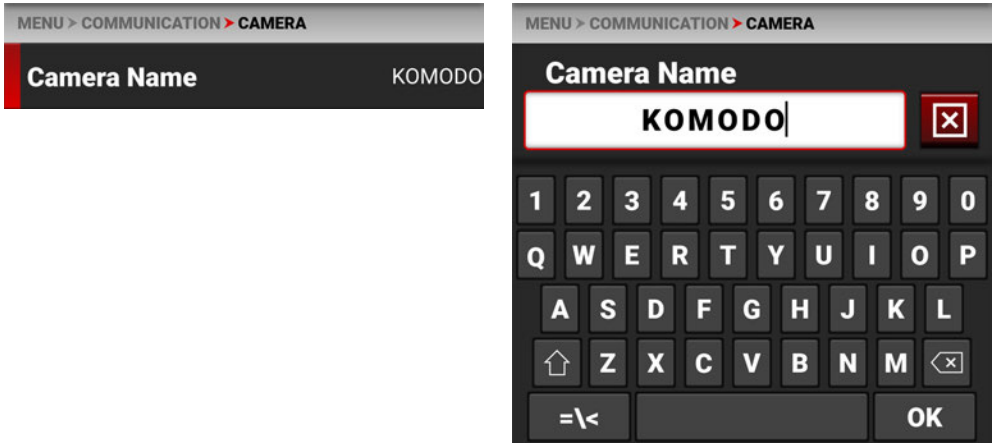 MENU > COMMUNICATION > CAMERA
Camera Name KOMODO
MENU > COMMUNICATION > CAMERA
Camera Name
KOMODO
1 2 3 4 5 6 7 8 9 0
Q W E R T Y U I O P
A S D F G H J K L
Z X C V B N M
=\< OK